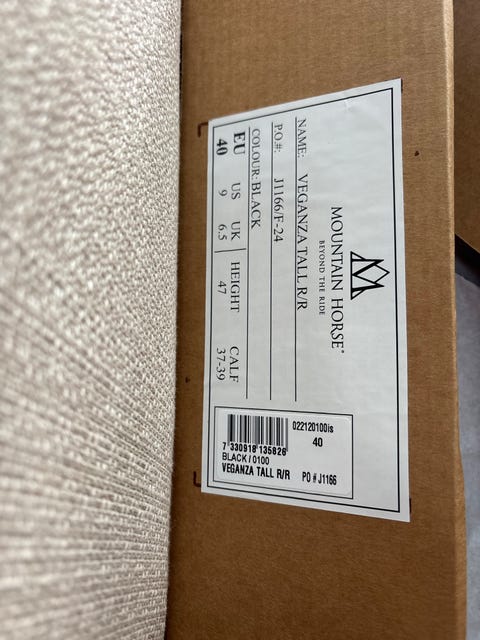 MOUNTAIN HORSE®
BEYOND THE RIDE
NAME: VEGANZA TALL R/R
P.O.#: J1166/F-24
COLOUR: BLACK
EU US UK HEIGHT CALF
40 9 6.5 47 37-39
022120100is
40
7 330918 135826
BLACK / 0100
VEGANZA TALL R/R PO # J1166